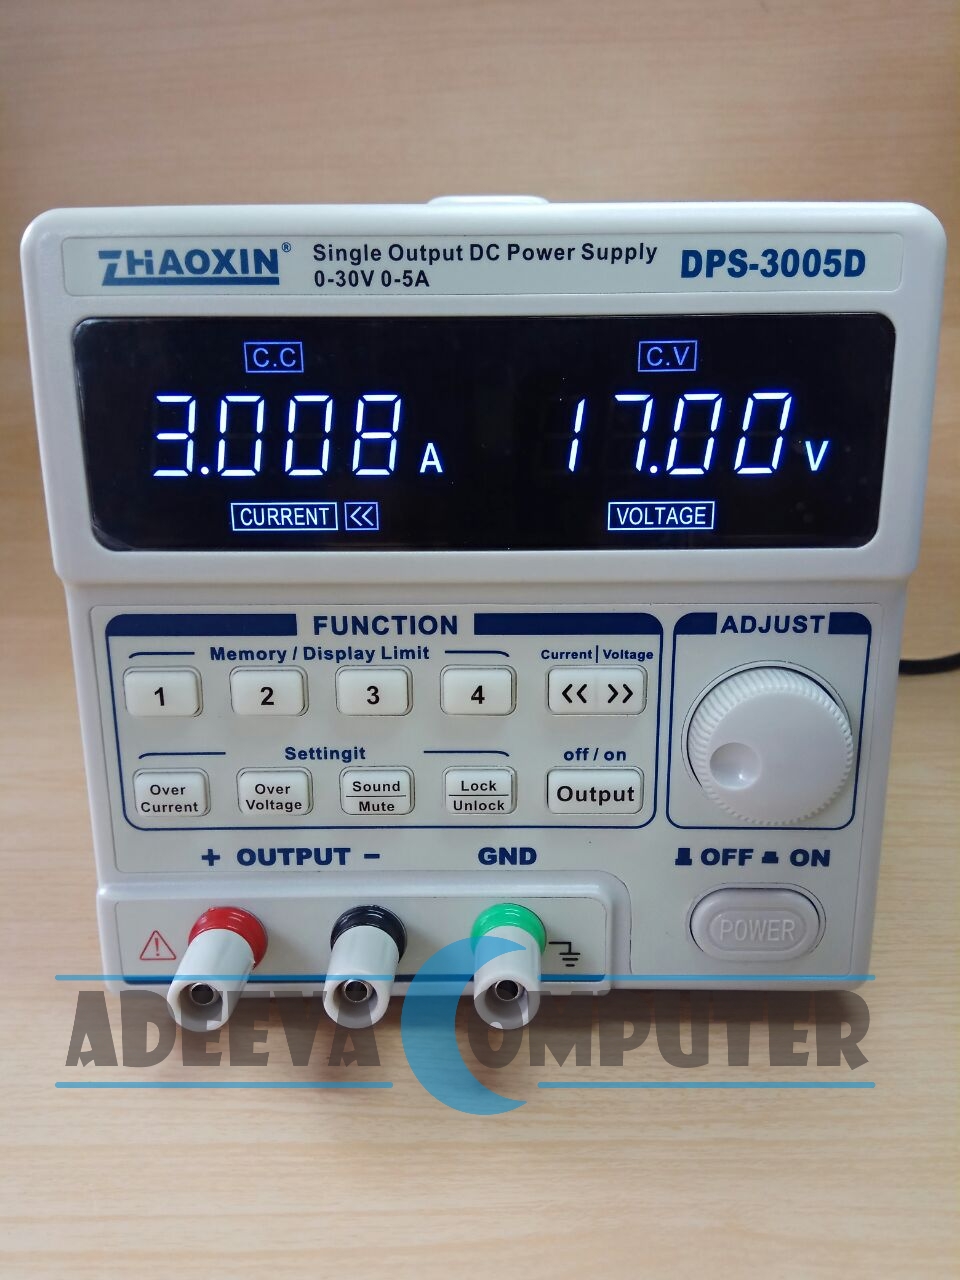 ZHAOXIN®
Single Output DC Power Supply
0-30V 0-5A
DPS-3005D
C.C
C.V
3.008 A
17.00 V
CURRENT <<
VOLTAGE
FUNCTION
ADJUST
Memory / Display Limit
Current | Voltage
1
2
3
4
<< >>
Settingit
off / on
Over
Current
Over
Voltage
Sound
Mute
Lock
Unlock
Output
+ OUTPUT -
GND
OFF ON
POWER
ADEEVA COMPUTER